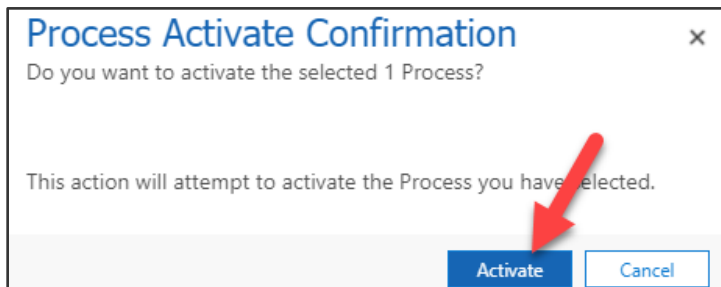 Process Activate Confirmation
Do you want to activate the selected 1 Process?
This action will attempt to activate the Process you have selected.
Activate
Cancel